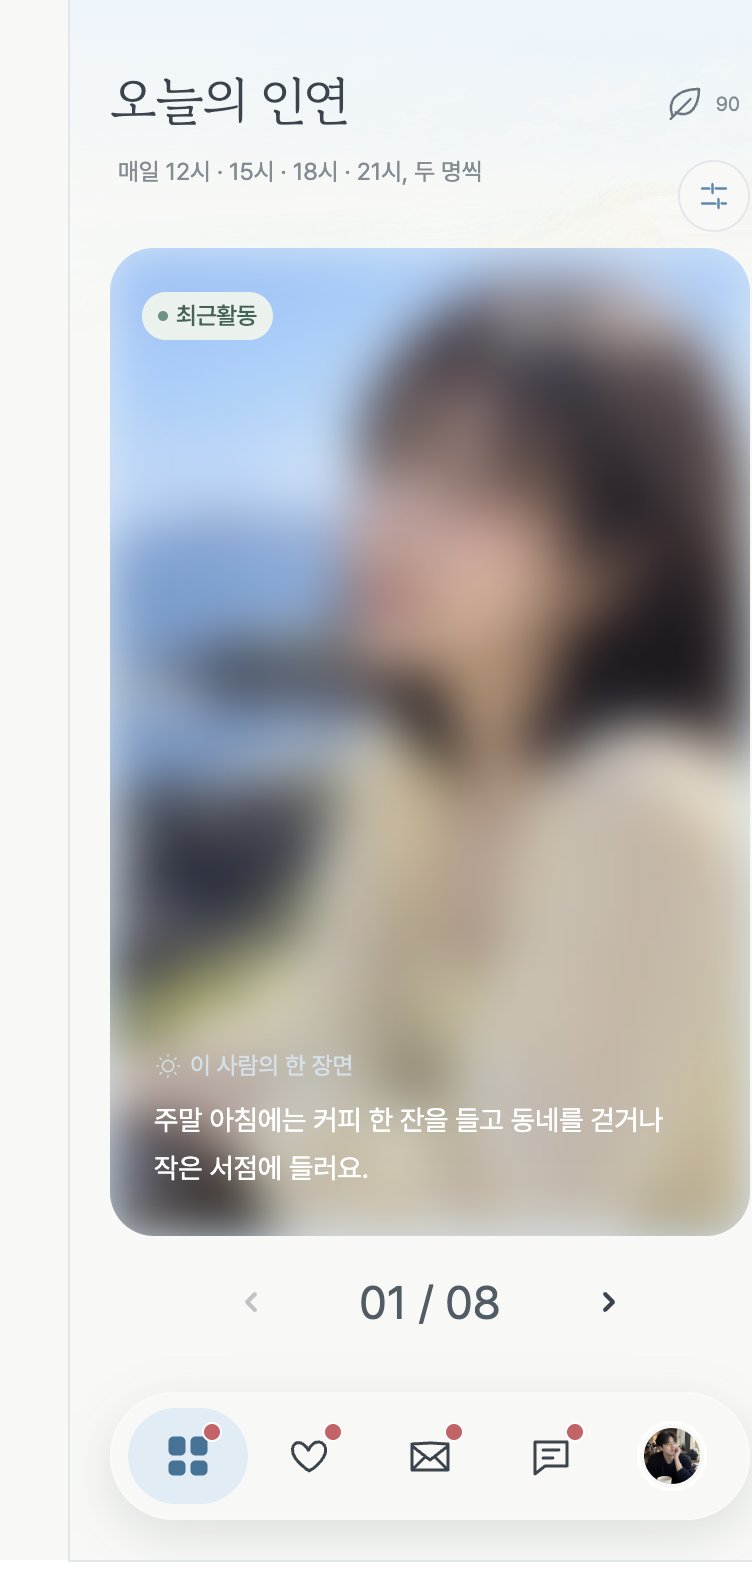 오늘의 인연
90
매일 12시 · 15시 · 18시 · 21시, 두 명씩
최근활동
이 사람의 한 장면
주말 아침에는 커피 한 잔을 들고 동네를 걷거나
작은 서점에 들러요.
01 / 08